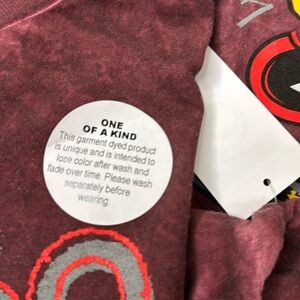 ONE
OF A KIND
This garment dyed product
is unique and is intended to
lose color after wash and
fade over time. Please wash
separately before
wearing.